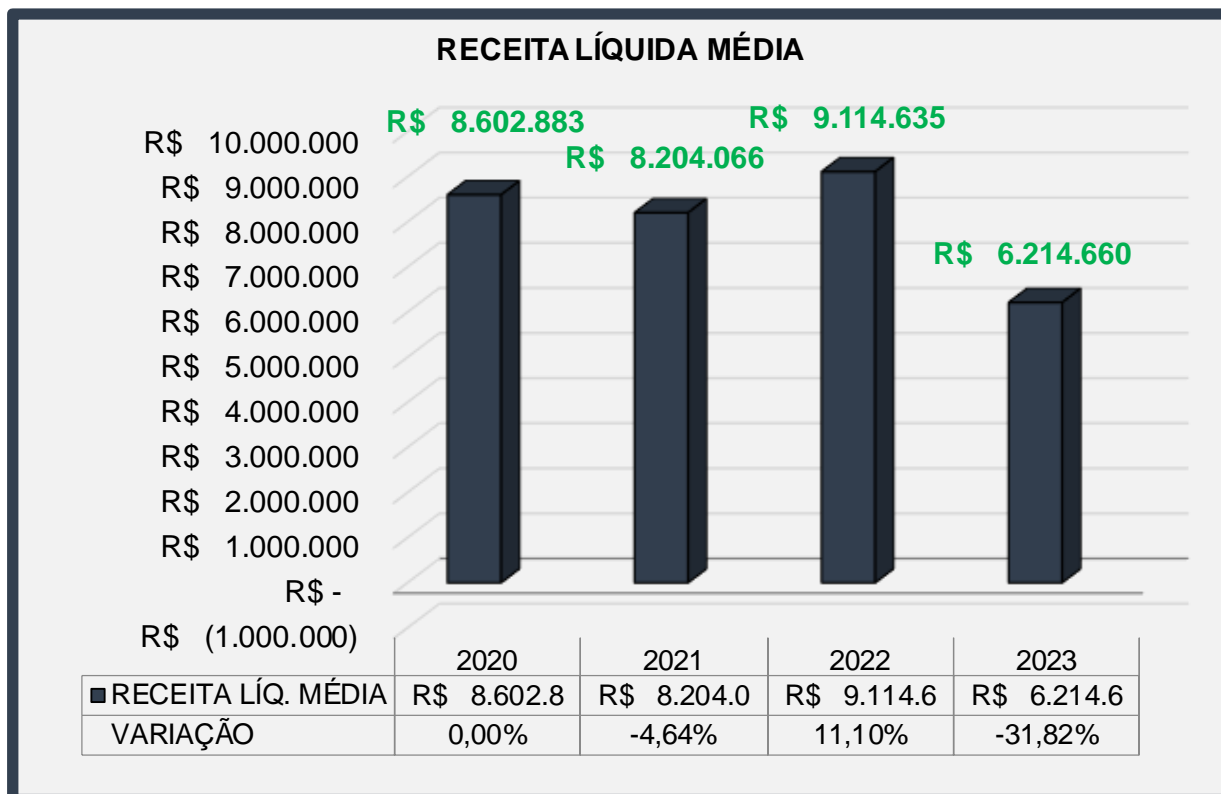 RECEITA LÍQUIDA MÉDIA
R$ 8.602.883
R$ 8.204.066
R$ 9.114.635
R$ 6.214.660
R$ 10.000.000
R$ 9.000.000
R$ 8.000.000
R$ 7.000.000
R$ 6.000.000
R$ 5.000.000
R$ 4.000.000
R$ 3.000.000
R$ 2.000.000
R$ 1.000.000
R$ -
R$ (1.000.000)
2020 2021 2022 2023
RECEITA LÍQ. MÉDIA R$ 8.602.8 R$ 8.204.0 R$ 9.114.6 R$ 6.214.6
VARIAÇÃO 0,00% -4,64% 11,10% -31,82%